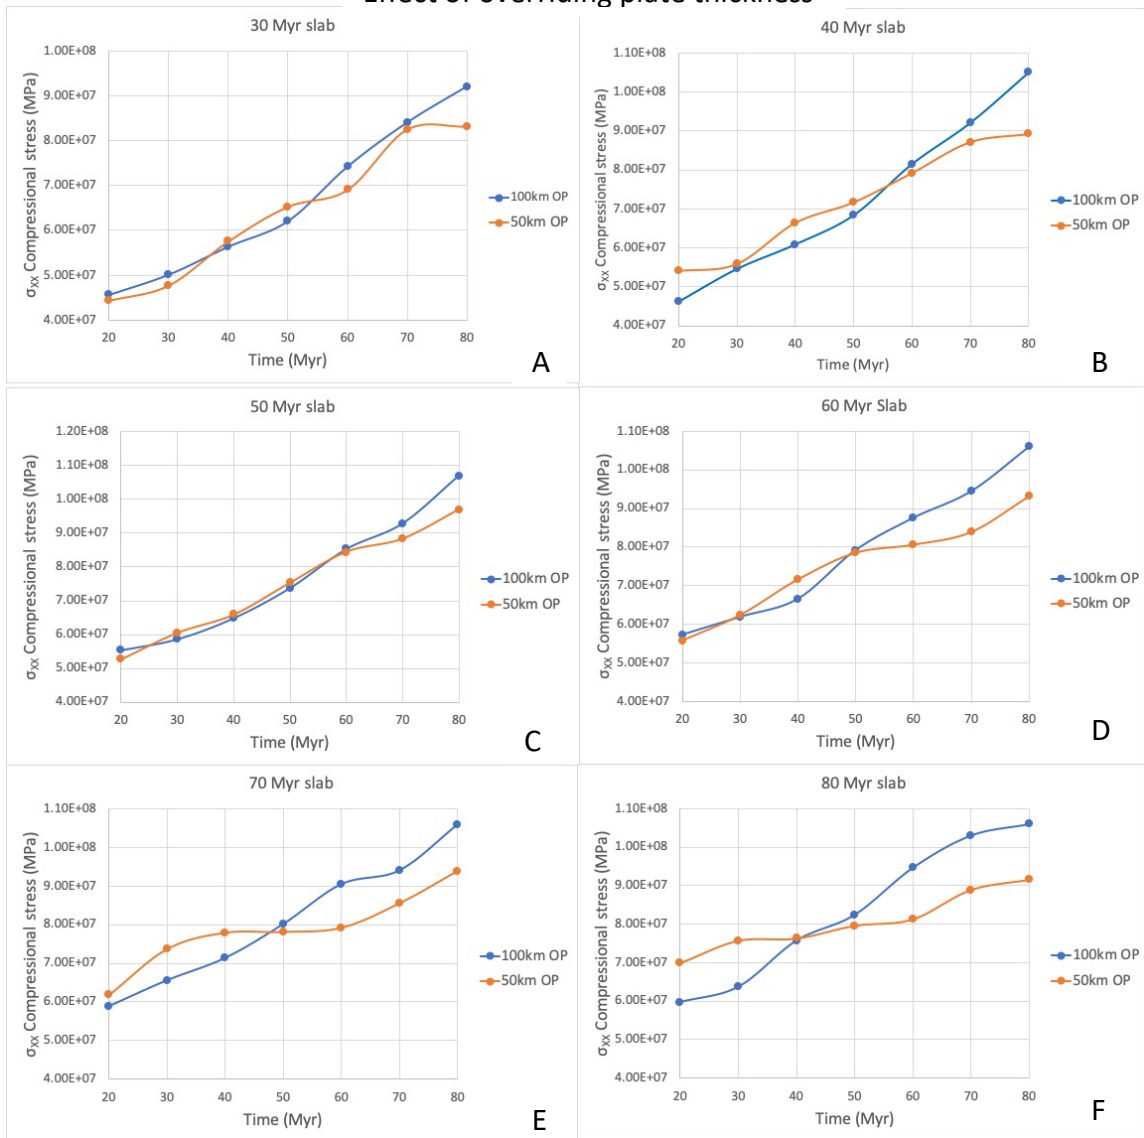 Effect of overriding plate thickness
30 Myr slab
σXX Compressional stress (MPa)
1.00E+08
9.00E+07
8.00E+07
7.00E+07
6.00E+07
5.00E+07
4.00E+07
20 30 40 50 60 70 80
Time (Myr)
100km OP
50km OP
A
40 Myr slab
σXX Compressional stress (MPa)
1.10E+08
1.00E+08
9.00E+07
8.00E+07
7.00E+07
6.00E+07
5.00E+07
4.00E+07
20 30 40 50 60 70 80
Time (Myr)
100km OP
50km OP
B
50 Myr slab
σXX Compressional stress (MPa)
1.20E+08
1.10E+08
1.00E+08
9.00E+07
8.00E+07
7.00E+07
6.00E+07
5.00E+07
4.00E+07
20 30 40 50 60 70 80
Time (Myr)
100km OP
50km OP
C
60 Myr Slab
σXX Compressional stress (MPa)
1.10E+08
1.00E+08
9.00E+07
8.00E+07
7.00E+07
6.00E+07
5.00E+07
4.00E+07
20 30 40 50 60 70 80
Time (Myr)
100km OP
50km OP
D
70 Myr slab
σXX Compressional stress (MPa)
1.10E+08
1.00E+08
9.00E+07
8.00E+07
7.00E+07
6.00E+07
5.00E+07
4.00E+07
20 30 40 50 60 70 80
Time (Myr)
100km OP
50km OP
E
80 Myr slab
σXX Compressional stress (MPa)
1.10E+08
1.00E+08
9.00E+07
8.00E+07
7.00E+07
6.00E+07
5.00E+07
4.00E+07
20 30 40 50 60 70 80
Time (Myr)
100km OP
50km OP
F